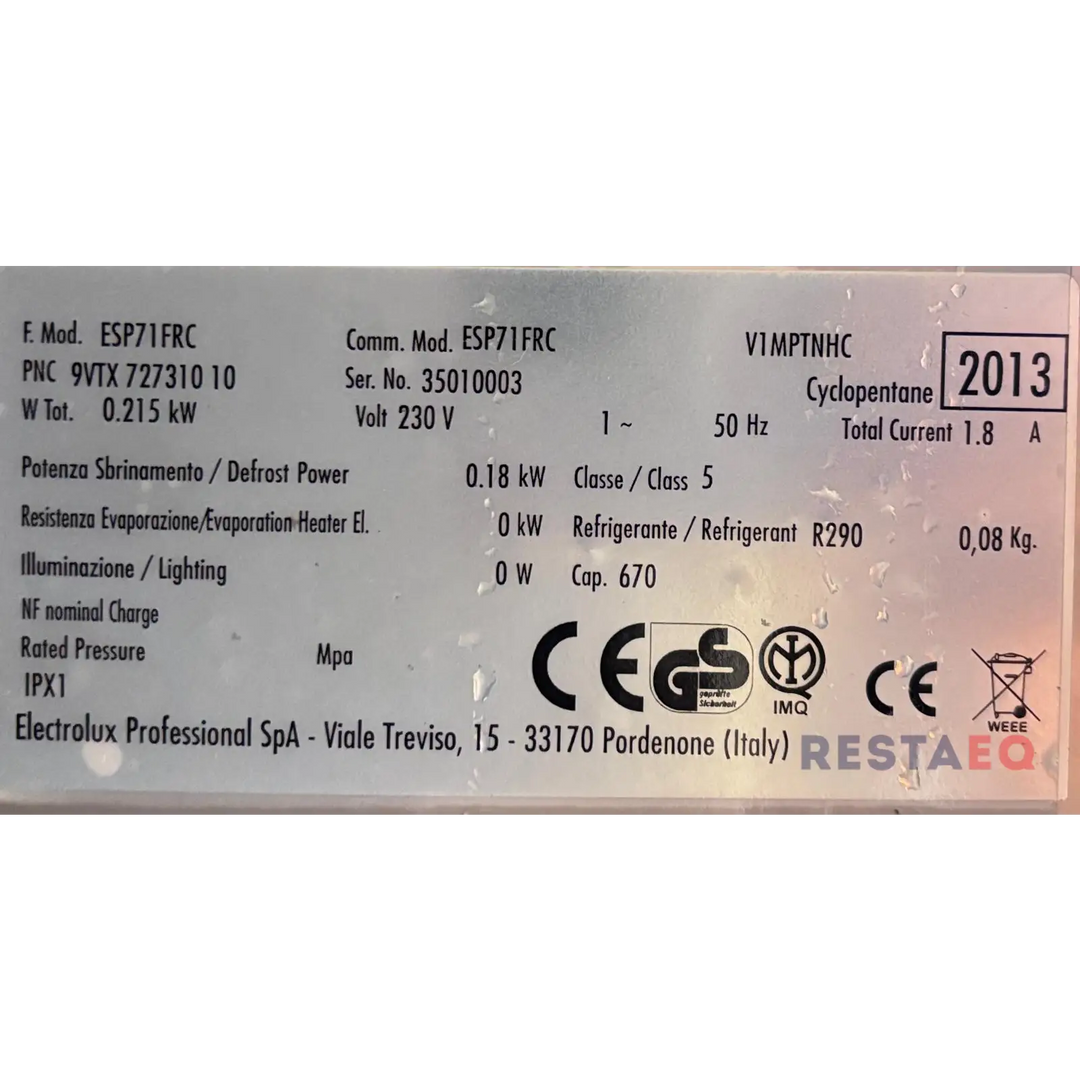 F. Mod. ESP71FRC Comm. Mod. ESP71FRC V1MPTNHC
PNC 9VTX 727310 10 Ser. No. 35010003 Cyclopentane 2013
W Tot. 0.215 kW Volt 230 V 1 ~ 50 Hz Total Current 1.8 A
Potenza Sbrinamento / Defrost Power 0.18 kW Classe / Class 5
Resistenza Evaporazione/Evaporation Heater El. 0 kW Refrigerante / Refrigerant R290 0,08 Kg.
Illuminazione / Lighting 0 W Cap. 670
NF nominal Charge
Rated Pressure Mpa
IPX1
CE GS geprüfte Sicherheit IMQ CE WEEE
Electrolux Professional SpA - Viale Treviso, 15 - 33170 Pordenone (Italy)
RESTAEQ